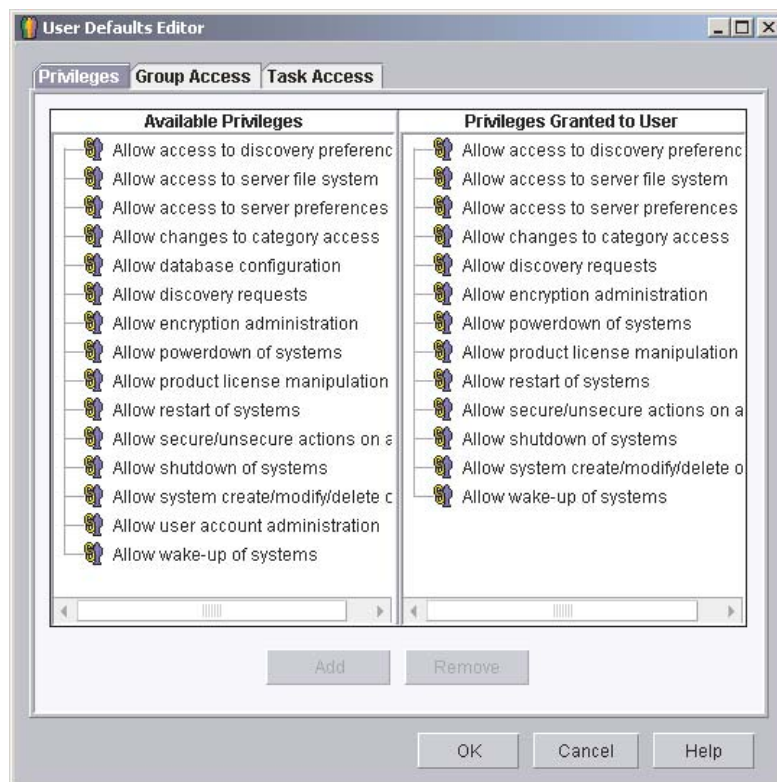 User Defaults Editor
Privileges Group Access Task Access
Available Privileges
Allow access to discovery preferenc
Allow access to server file system
Allow access to server preferences
Allow changes to category access
Allow database configuration
Allow discovery requests
Allow encryption administration
Allow powerdown of systems
Allow product license manipulation
Allow restart of systems
Allow secure/unsecure actions on a
Allow shutdown of systems
Allow system create/modify/delete c
Allow user account administration
Allow wake-up of systems
Privileges Granted to User
Allow access to discovery preferenc
Allow access to server file system
Allow access to server preferences
Allow changes to category access
Allow discovery requests
Allow encryption administration
Allow powerdown of systems
Allow product license manipulation
Allow restart of systems
Allow secure/unsecure actions on a
Allow shutdown of systems
Allow system create/modify/delete o
Allow wake-up of systems
Add Remove
OK Cancel Help